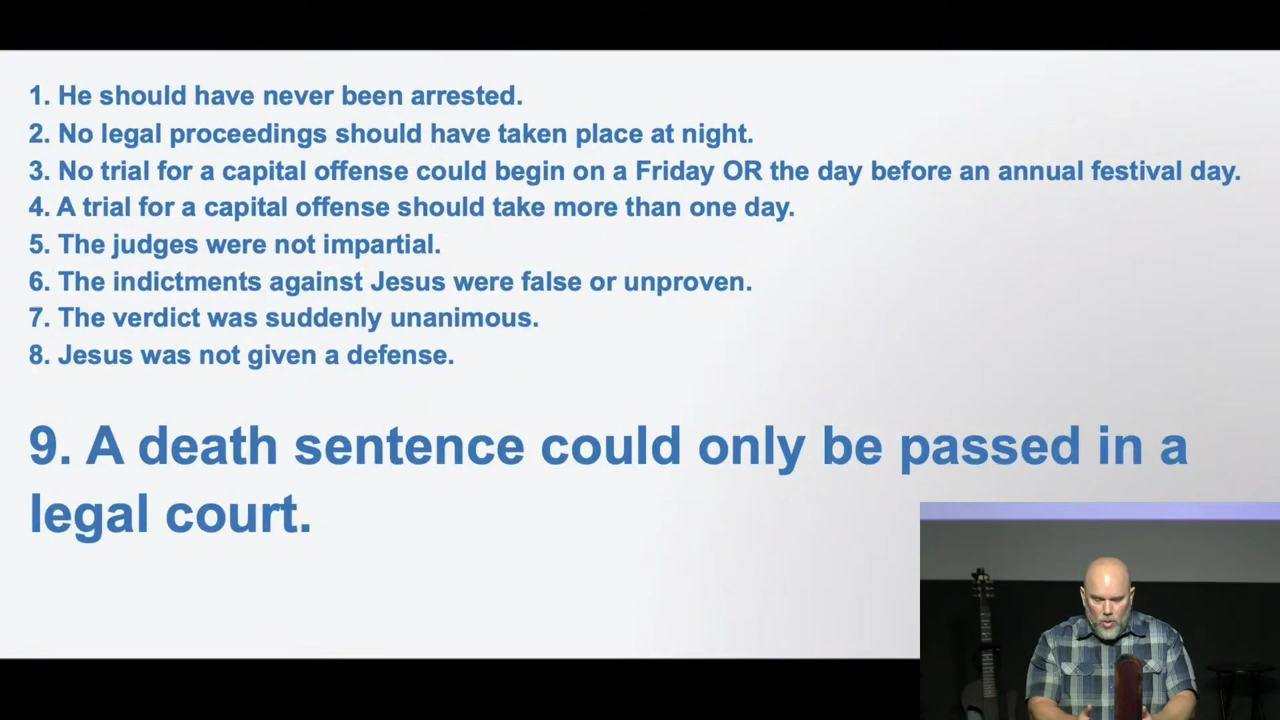 1. He should have never been arrested.
2. No legal proceedings should have taken place at night.
3. No trial for a capital offense could begin on a Friday OR the day before an annual festival day.
4. A trial for a capital offense should take more than one day.
5. The judges were not impartial.
6. The indictments against Jesus were false or unproven.
7. The verdict was suddenly unanimous.
8. Jesus was not given a defense.
9. A death sentence could only be passed in a
legal court.